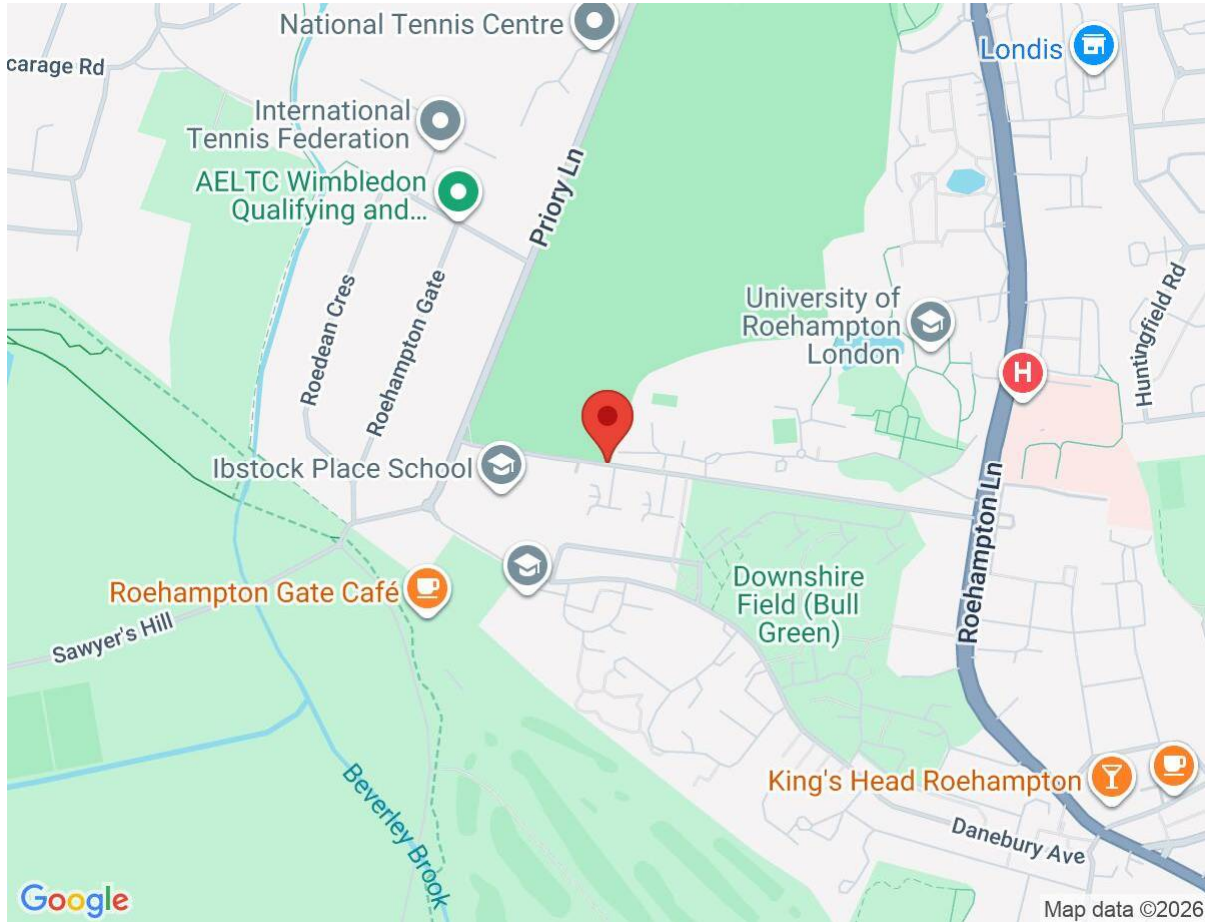 National Tennis Centre
Londis
carage Rd
International
Tennis Federation
AELTC Wimbledon
Qualifying and...
Priory Ln
Roedean Cres
Roehampton Gate
University of
Roehampton
London
Huntingfield Rd
H
Ibstock Place School
Roehampton Ln
Roehampton Gate Café
Downshire
Field (Bull
Green)
Sawyer's Hill
Beverley Brook
King's Head Roehampton
Danebury Ave
Google
Map data ©2026